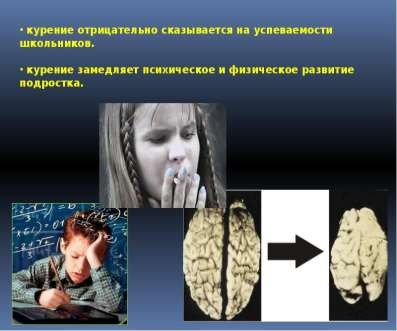 · курение отрицательно сказывается на успеваемости
школьников.
· курение замедляет психическое и физическое развитие
подростка.